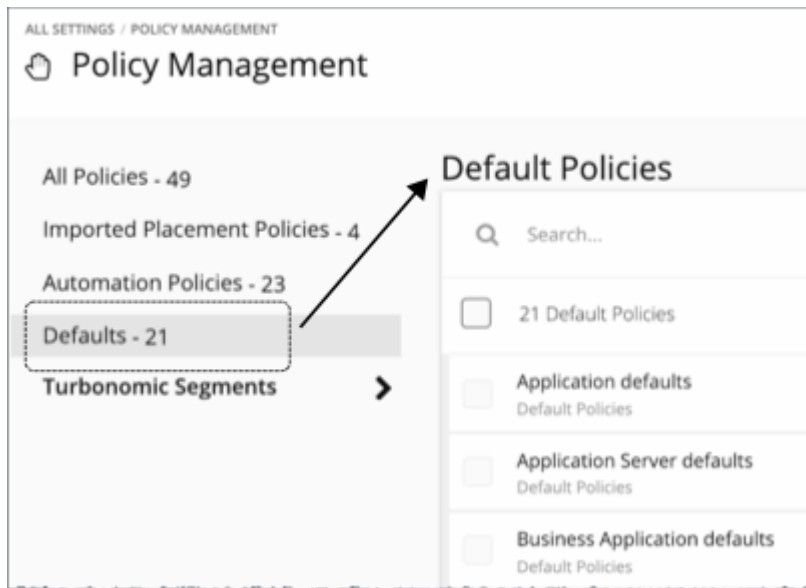 ALL SETTINGS / POLICY MANAGEMENT
Policy Management
All Policies - 49
Imported Placement Policies - 4
Automation Policies - 23
Defaults - 21
Turbonomic Segments
Default Policies
Search...
21 Default Policies
Application defaults
Default Policies
Application Server defaults
Default Policies
Business Application defaults
Default Policies